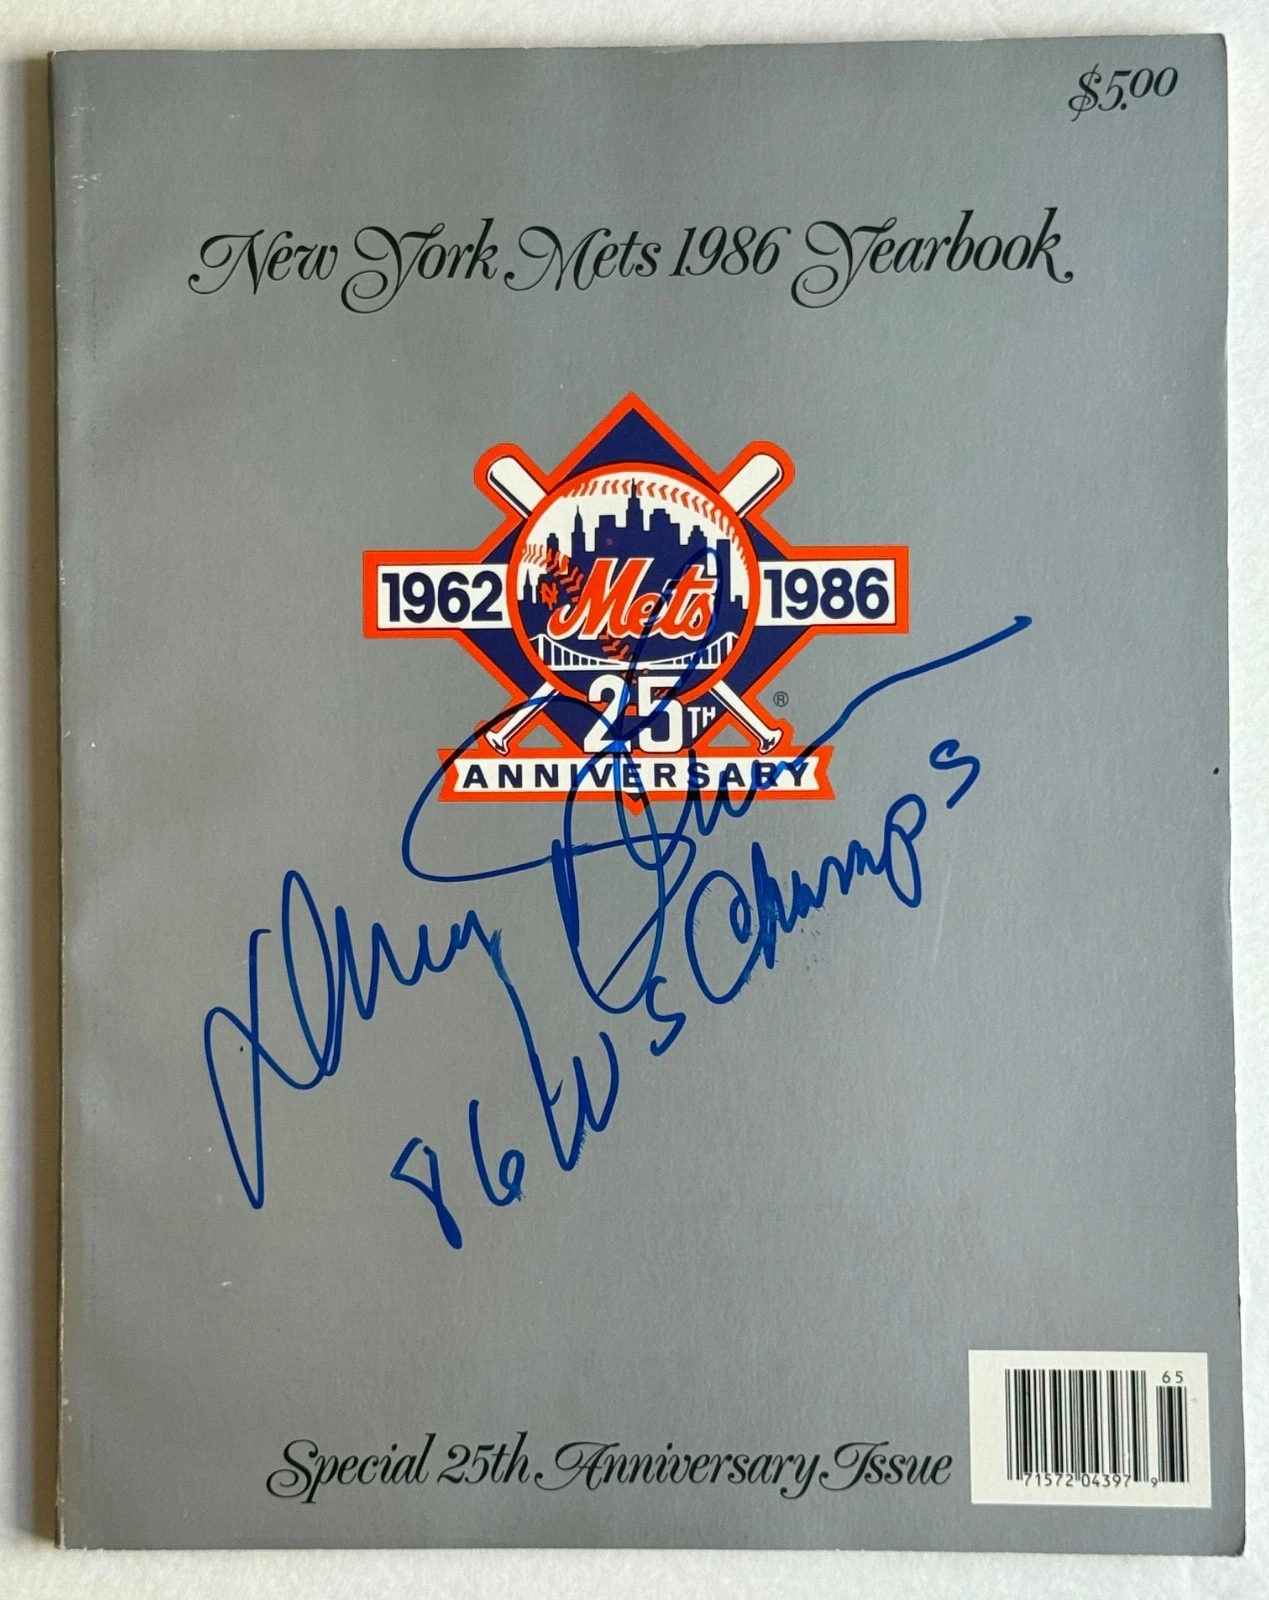 $5.00
New York Mets 1986 Yearbook
1962
NY
Mets
1986
25TH
®
ANNIVERSARY
86 WS Champs
65
71572 04397 9
Special 25th Anniversary Issue